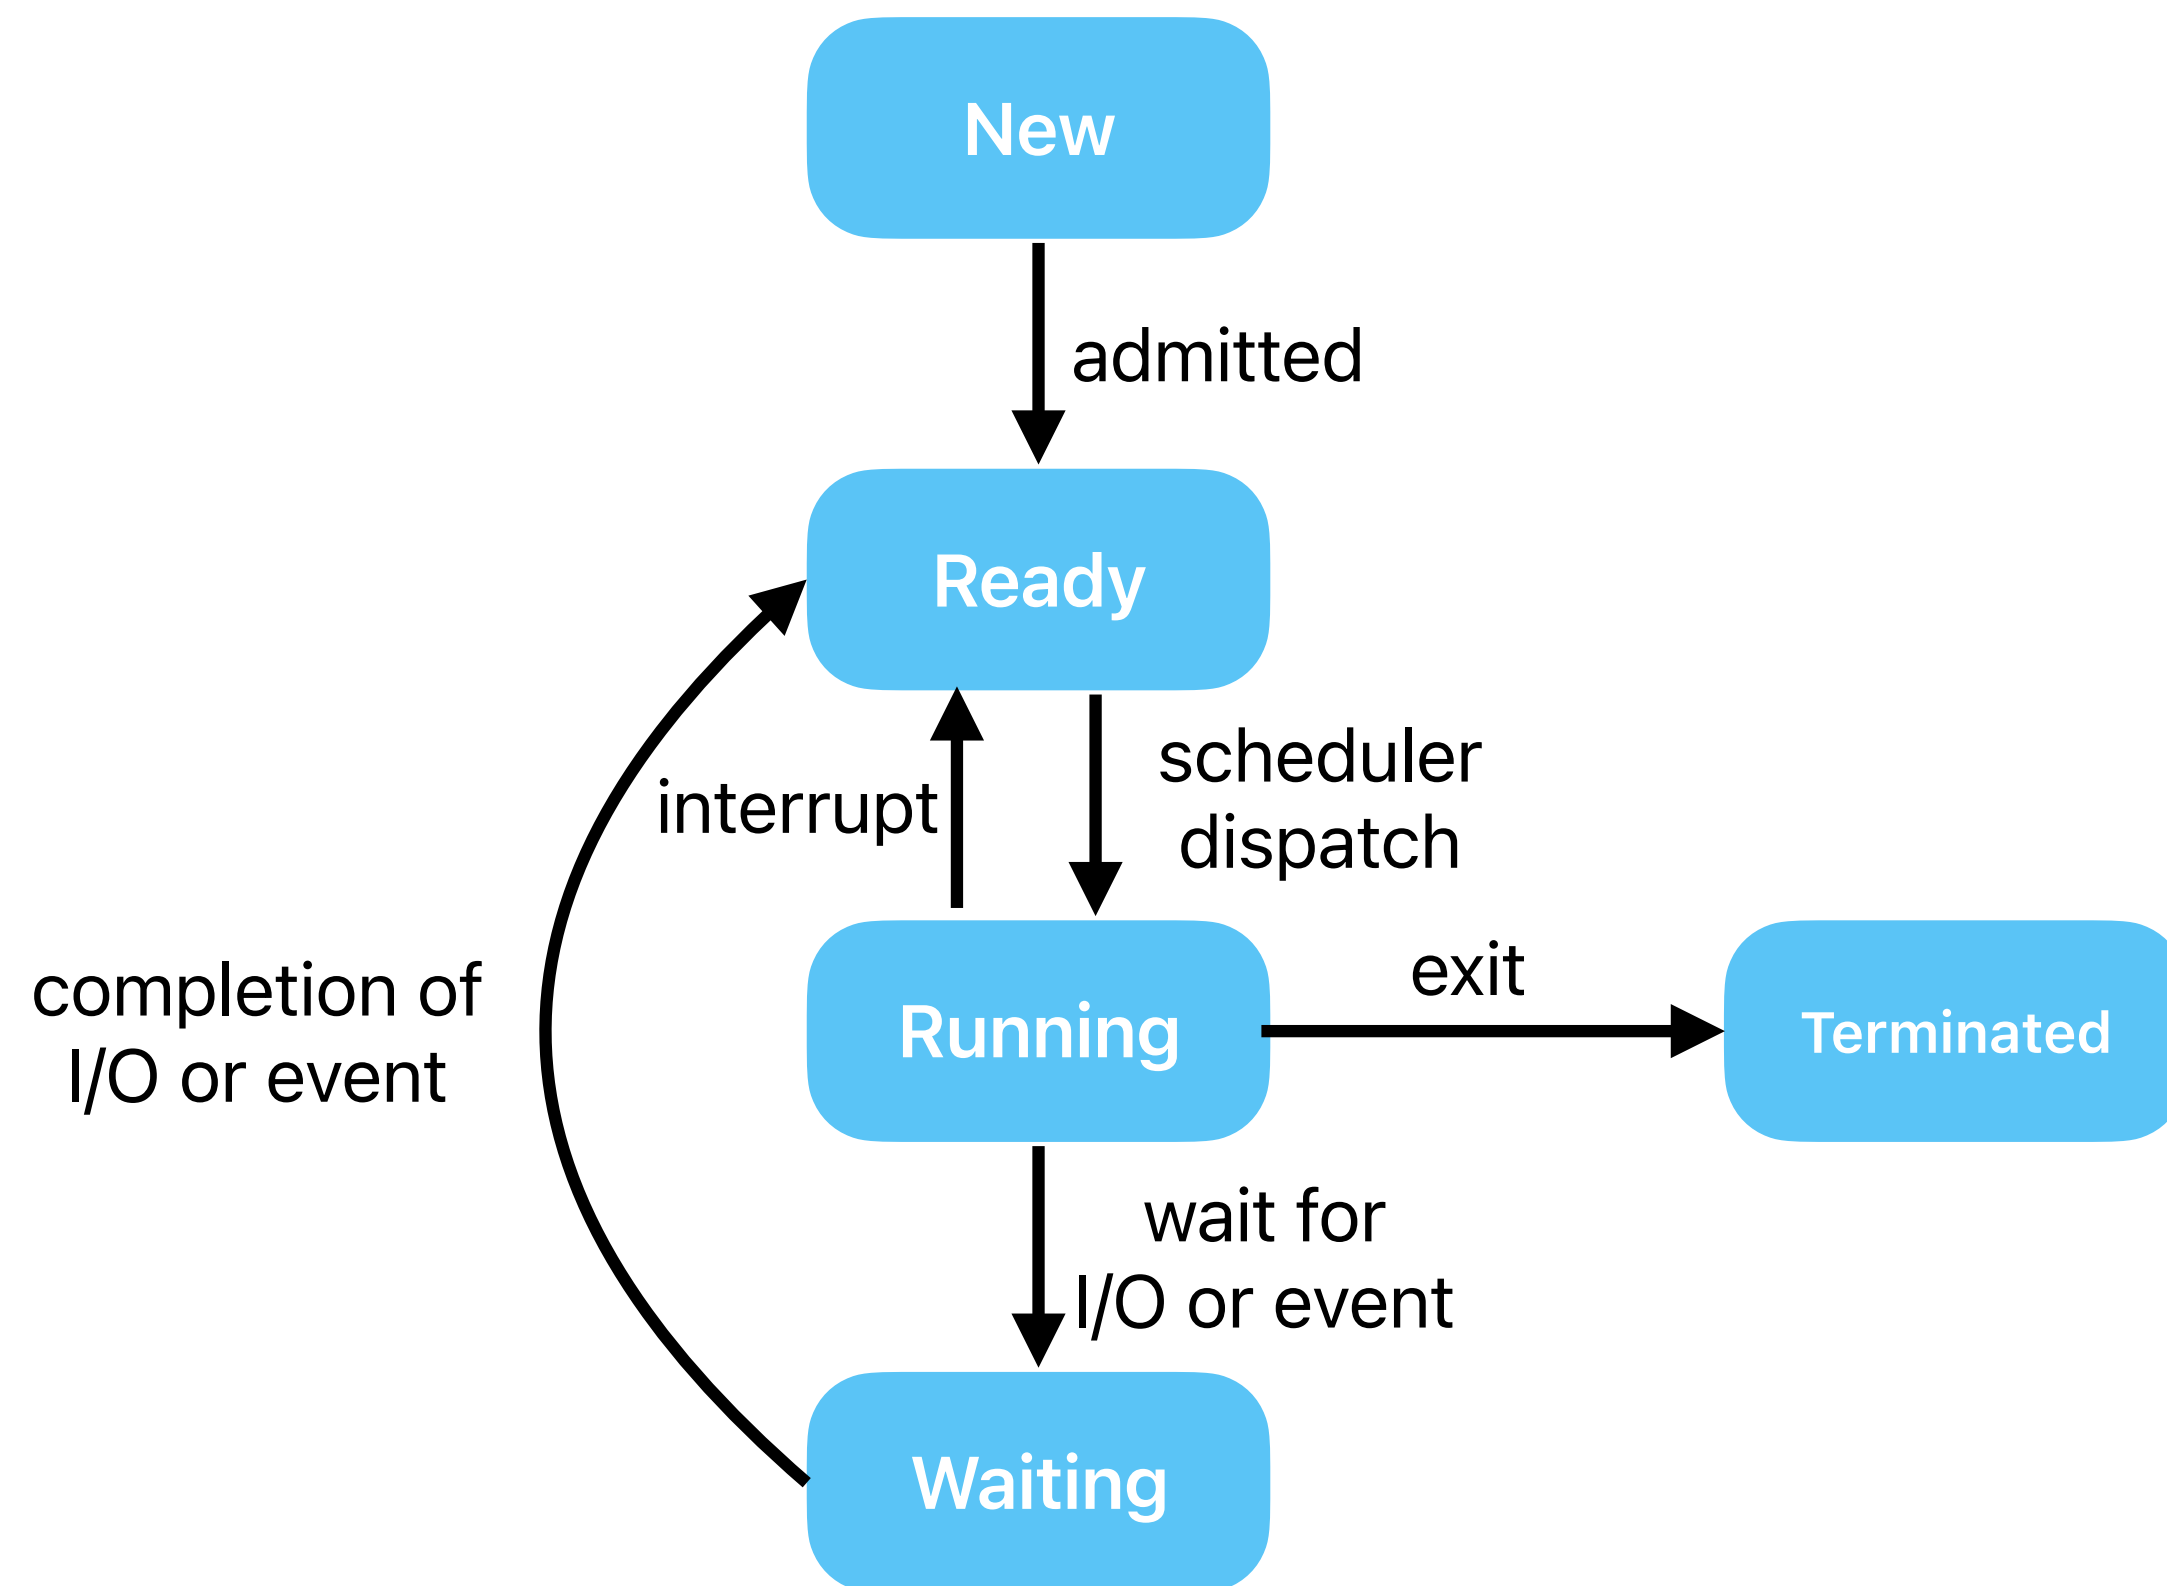 New
admitted
Ready
interrupt
scheduler
dispatch
completion of
I/O or event
Running
exit
Terminated
wait for
I/O or event
Waiting